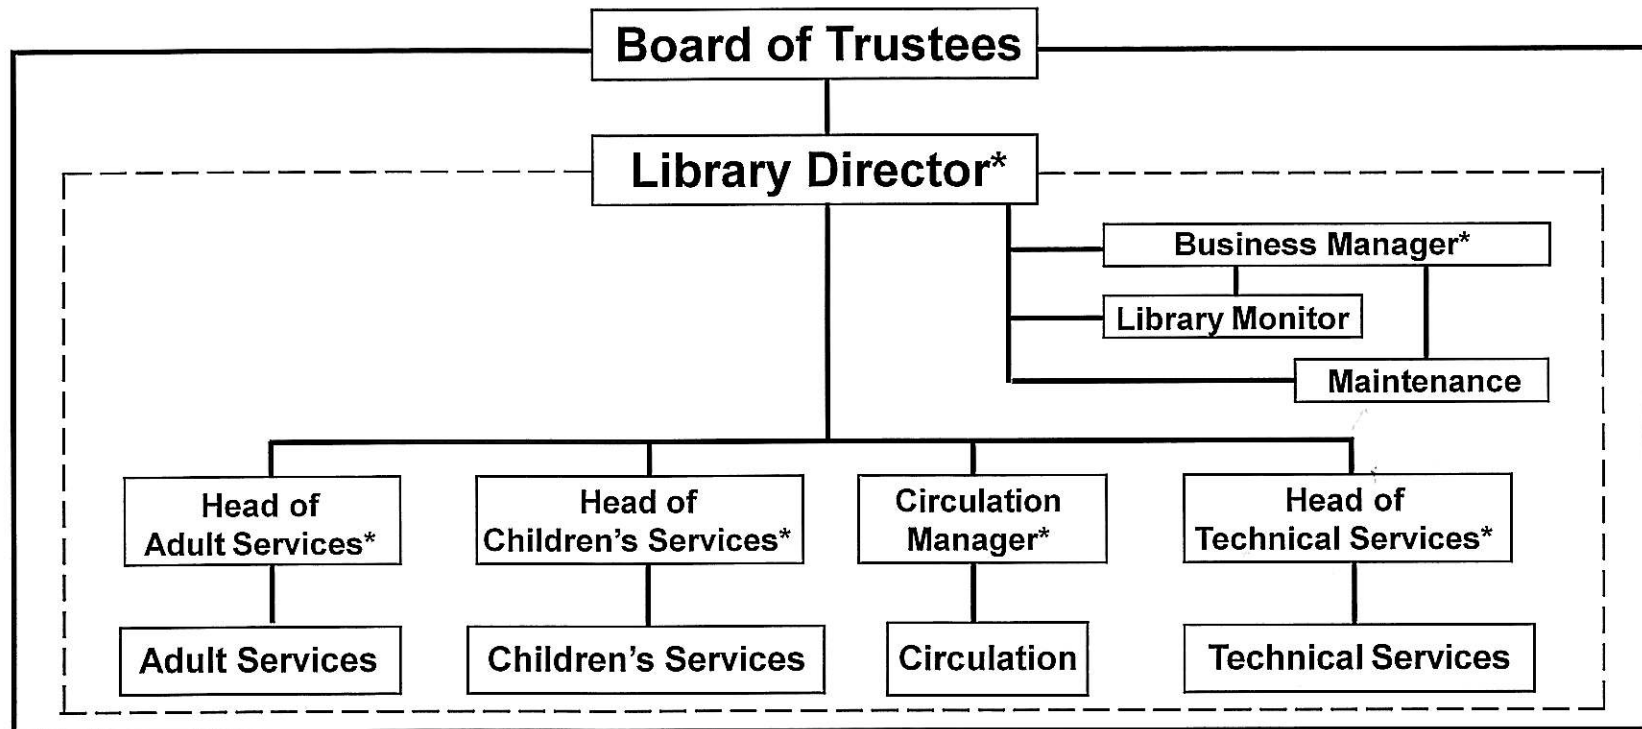 Board of Trustees
Library Director*
Business Manager*
Library Monitor
Maintenance
Head of
Adult Services*
Head of
Children’s Services*
Circulation
Manager*
Head of
Technical Services*
Adult Services
Children’s Services
Circulation
Technical Services